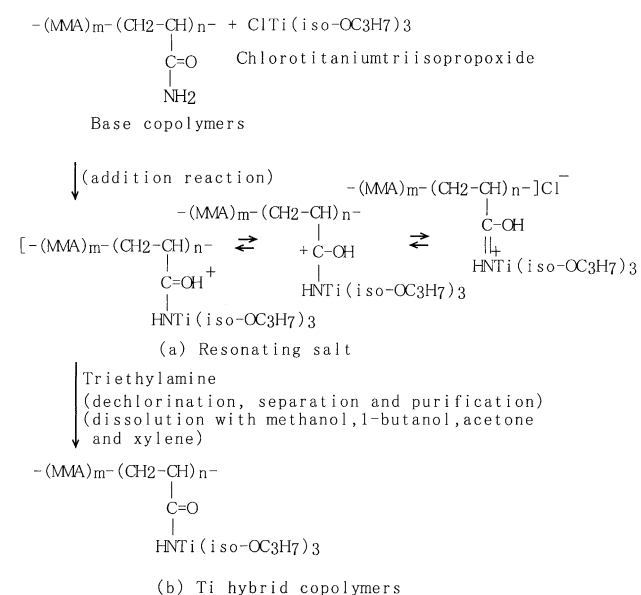 -(MMA)m-(CH2-CH)n- + ClTi(iso-OC3H7)3
C=O
Chlorotitaniumtriisopropoxide
NH2
Base copolymers
(addition reaction)
-(MMA)m-(CH2-CH)n-]Cl-
-(MMA)m-(CH2-CH)n-
[-(MMA)m-(CH2-CH)n-
C-OH
+C-OH
+
HNTi(iso-OC3H7)3
C=OH+
HNTi(iso-OC3H7)3
HNTi(iso-OC3H7)3
(a) Resonating salt
Triethylamine
(dechlorination, separation and purification)
(dissolution with methanol,1-butanol,acetone
and xylene)
-(MMA)m-(CH2-CH)n-
C=O
HNTi(iso-OC3H7)3
(b) Ti hybrid copolymers